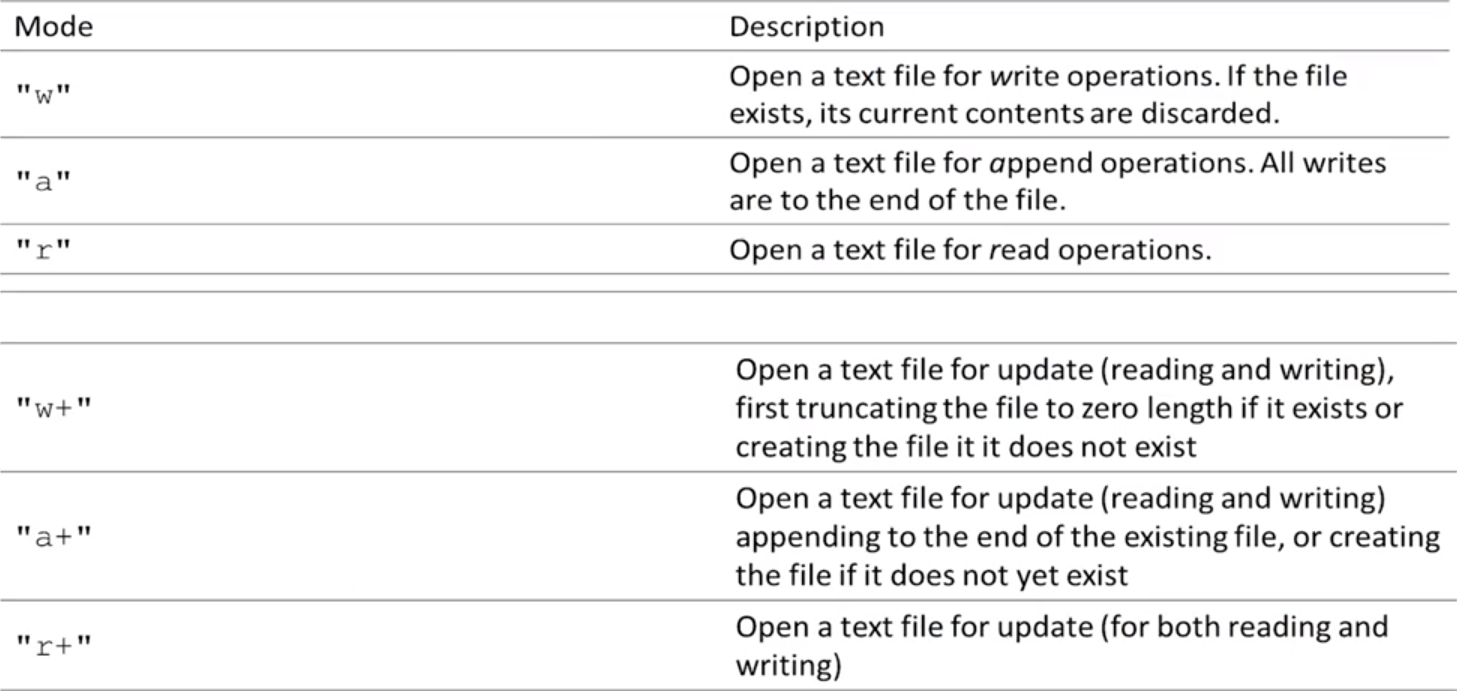 Mode Description
"w" Open a text file for write operations. If the file
exists, its current contents are discarded.
"a" Open a text file for append operations. All writes
are to the end of the file.
"r" Open a text file for read operations.
"w+" Open a text file for update (reading and writing),
first truncating the file to zero length if it exists or
creating the file it it does not exist
"a+" Open a text file for update (reading and writing)
appending to the end of the existing file, or creating
the file if it does not yet exist
"r+" Open a text file for update (for both reading and
writing)